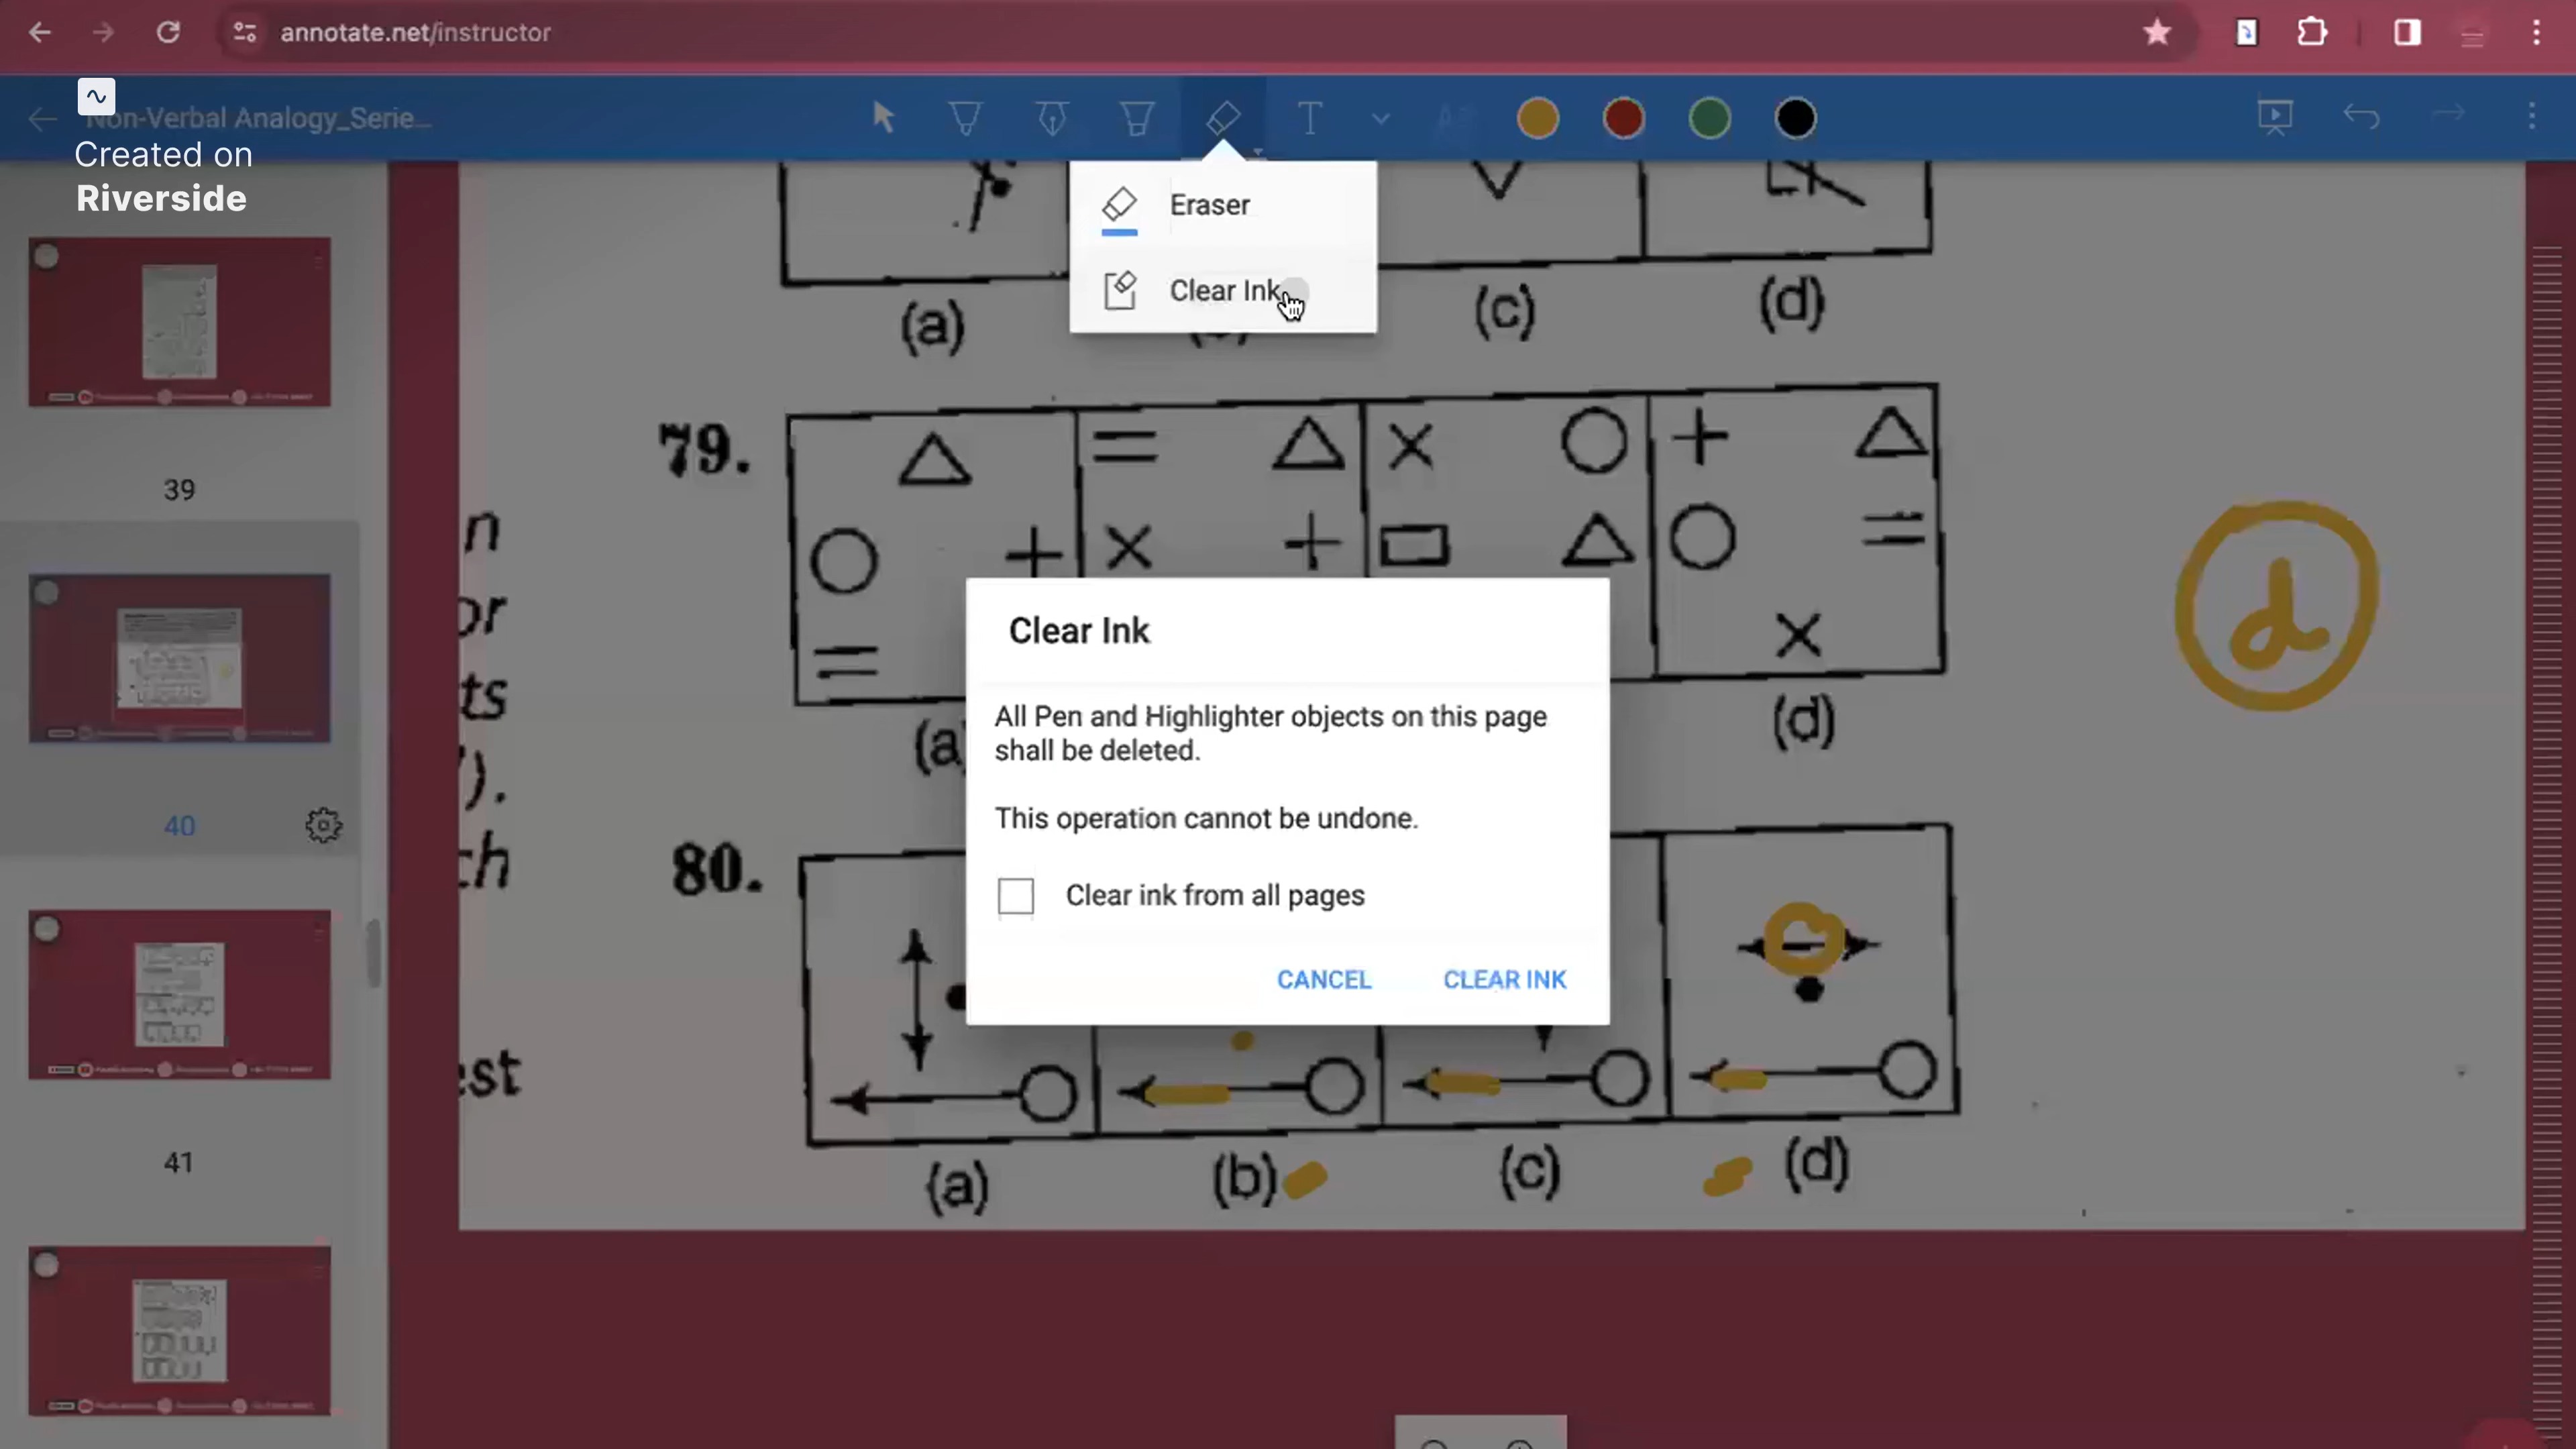 annotate.net/instructor
Non-Verbal Analogy_Serie...
Created on
Riverside
Eraser
Clear Ink
(a)
(c)
(d)
39
79.
n
or
ts
').
ch
d
(d)
Clear Ink
All Pen and Highlighter objects on this page
shall be deleted.
This operation cannot be undone.
Clear ink from all pages
CANCEL
CLEAR INK
40
80.
est
(a)
(b)
(c)
(d)
41